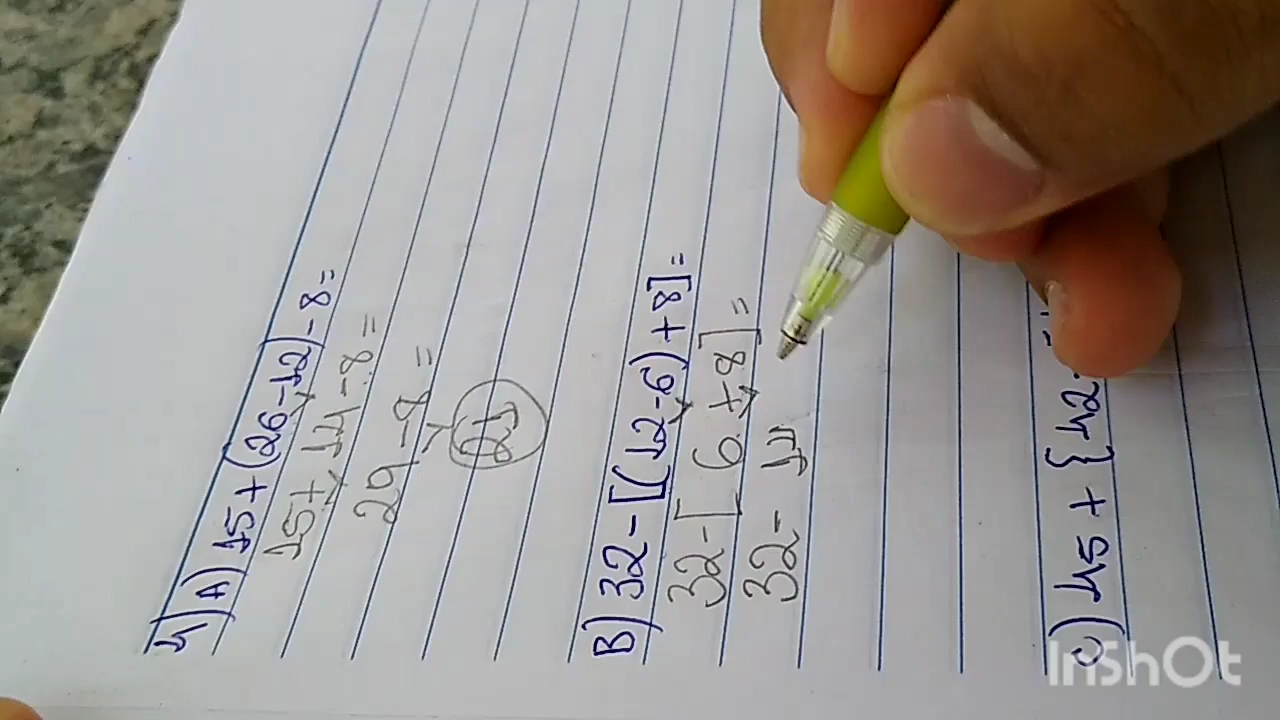 4) A) 15+(26-12)-8=
15+14-8=
29-8=
21
B) 32-[(12-6)+8]=
32-[6+8]=
32-14
C) 45+{42-
InShOt